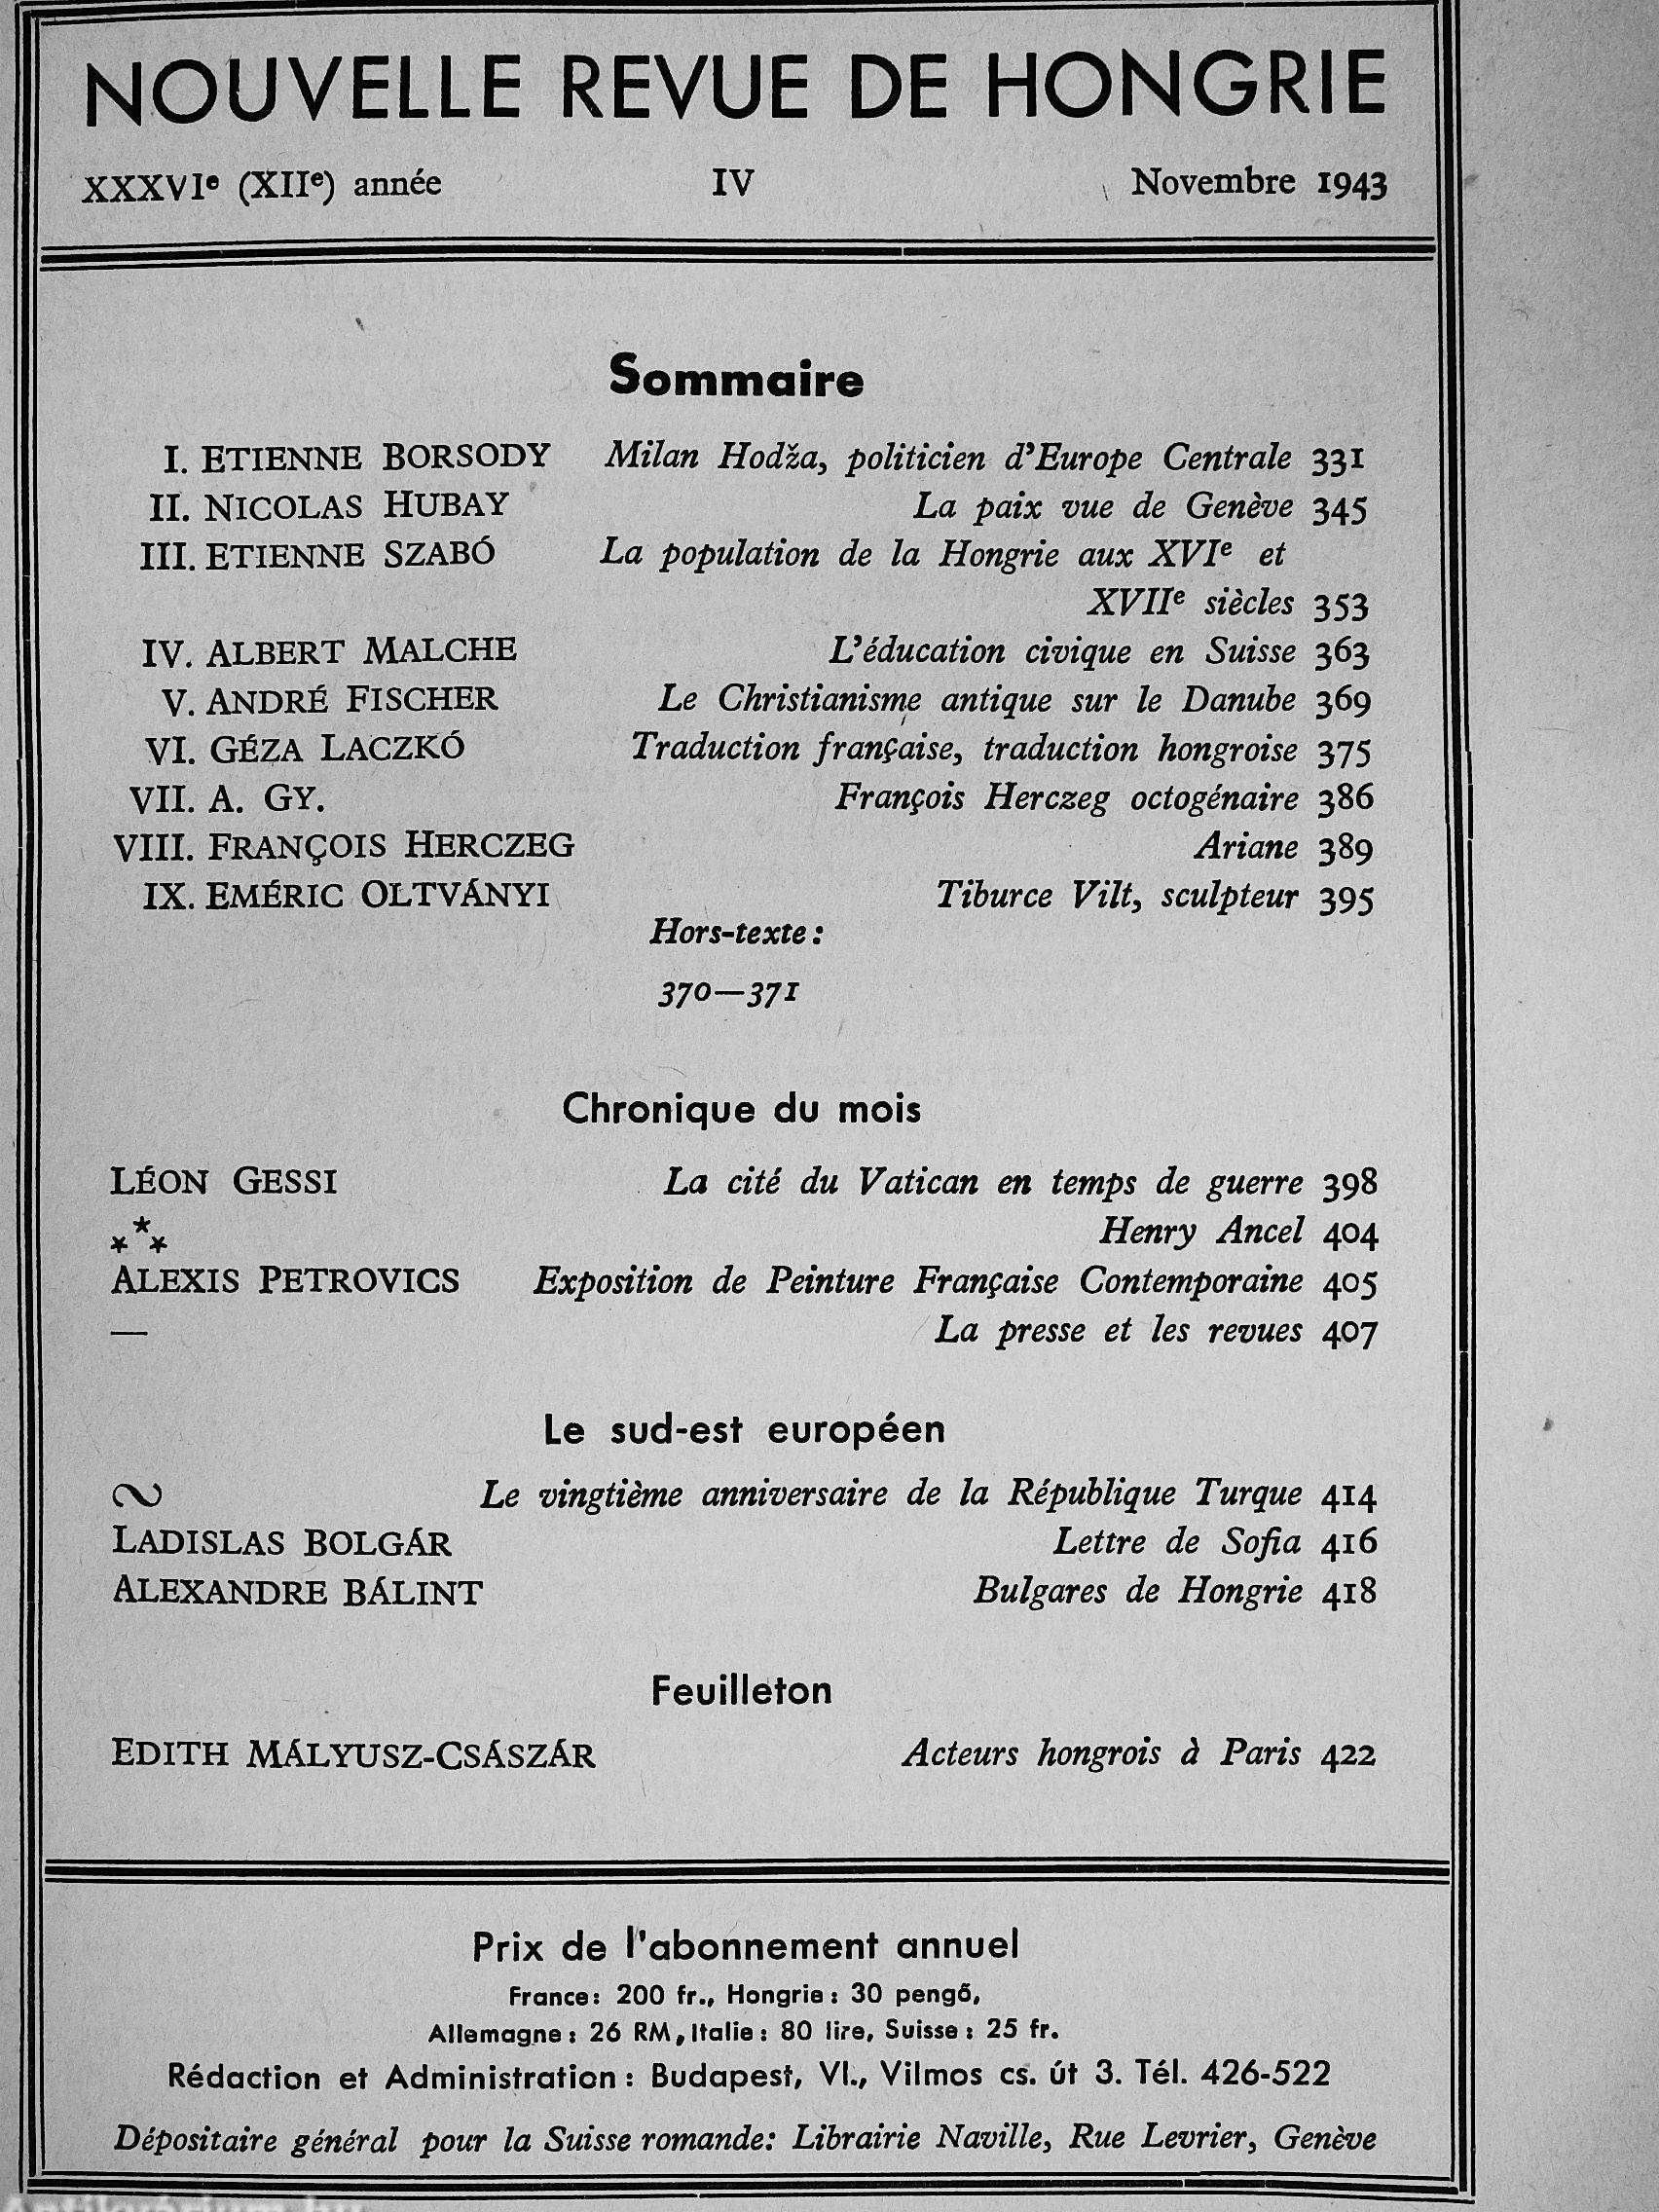 NOUVELLE REVUE DE HONGRIE
XXXVIe (XIIe) année IV Novembre 1943
Sommaire
I. ETIENNE BORSODY Milan Hodža, politicien d'Europe Centrale 331
II. NICOLAS HUBAY La paix vue de Genève 345
III. ETIENNE SZABÓ La population de la Hongrie aux XVIe et
XVIIe siècles 353
IV. ALBERT MALCHE L'éducation civique en Suisse 363
V. ANDRÉ FISCHER Le Christianisme antique sur le Danube 369
VI. GÉZA LACZKÓ Traduction française, traduction hongroise 375
VII. A. GY. François Herczeg octogénaire 386
VIII. FRANÇOIS HERCZEG Ariane 389
IX. EMÉRIC OLTVÁNYI Tiburce Vilt, sculpteur 395
Hors-texte:
370—371
Chronique du mois
LÉON GESSI La cité du Vatican en temps de guerre 398
*** Henry Ancel 404
ALEXIS PETROVICS Exposition de Peinture Française Contemporaine 405
— La presse et les revues 407
Le sud-est européen
~ Le vingtième anniversaire de la République Turque 414
LADISLAS BOLGÁR Lettre de Sofia 416
ALEXANDRE BÁLINT Bulgares de Hongrie 418
Feuilleton
EDITH MÁLYUSZ-CSÁSZÁR Acteurs hongrois à Paris 422
Prix de l'abonnement annuel
France: 200 fr., Hongrie: 30 pengő,
Allemagne: 26 RM, Italie: 80 lire, Suisse: 25 fr.
Rédaction et Administration: Budapest, VI., Vilmos cs. út 3. Tél. 426-522
Dépositaire général pour la Suisse romande: Librairie Naville, Rue Levrier, Genève